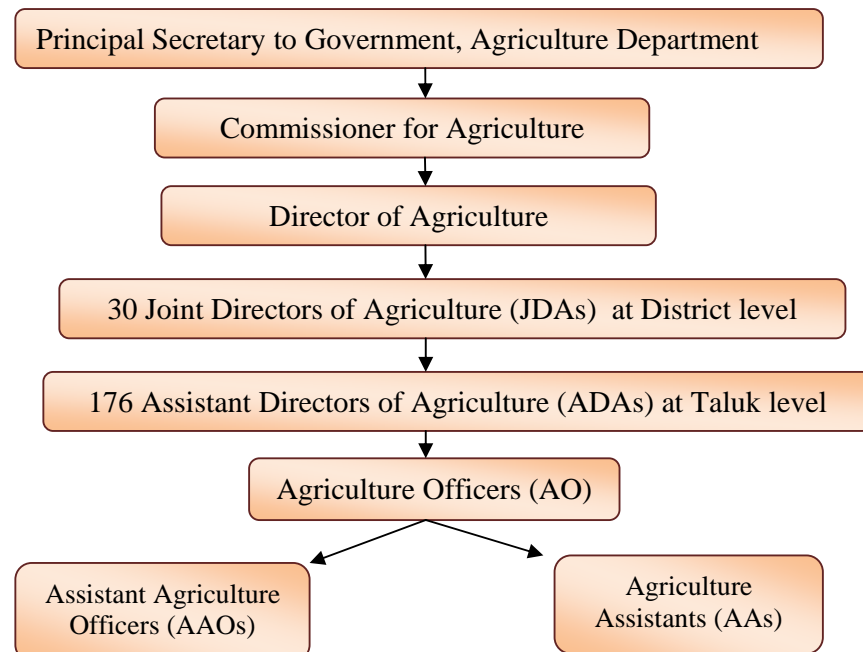 Principal Secretary to Government, Agriculture Department
Commissioner for Agriculture
Director of Agriculture
30 Joint Directors of Agriculture (JDAs) at District level
176 Assistant Directors of Agriculture (ADAs) at Taluk level
Agriculture Officers (AO)
Assistant Agriculture
Officers (AAOs)
Agriculture
Assistants (AAs)